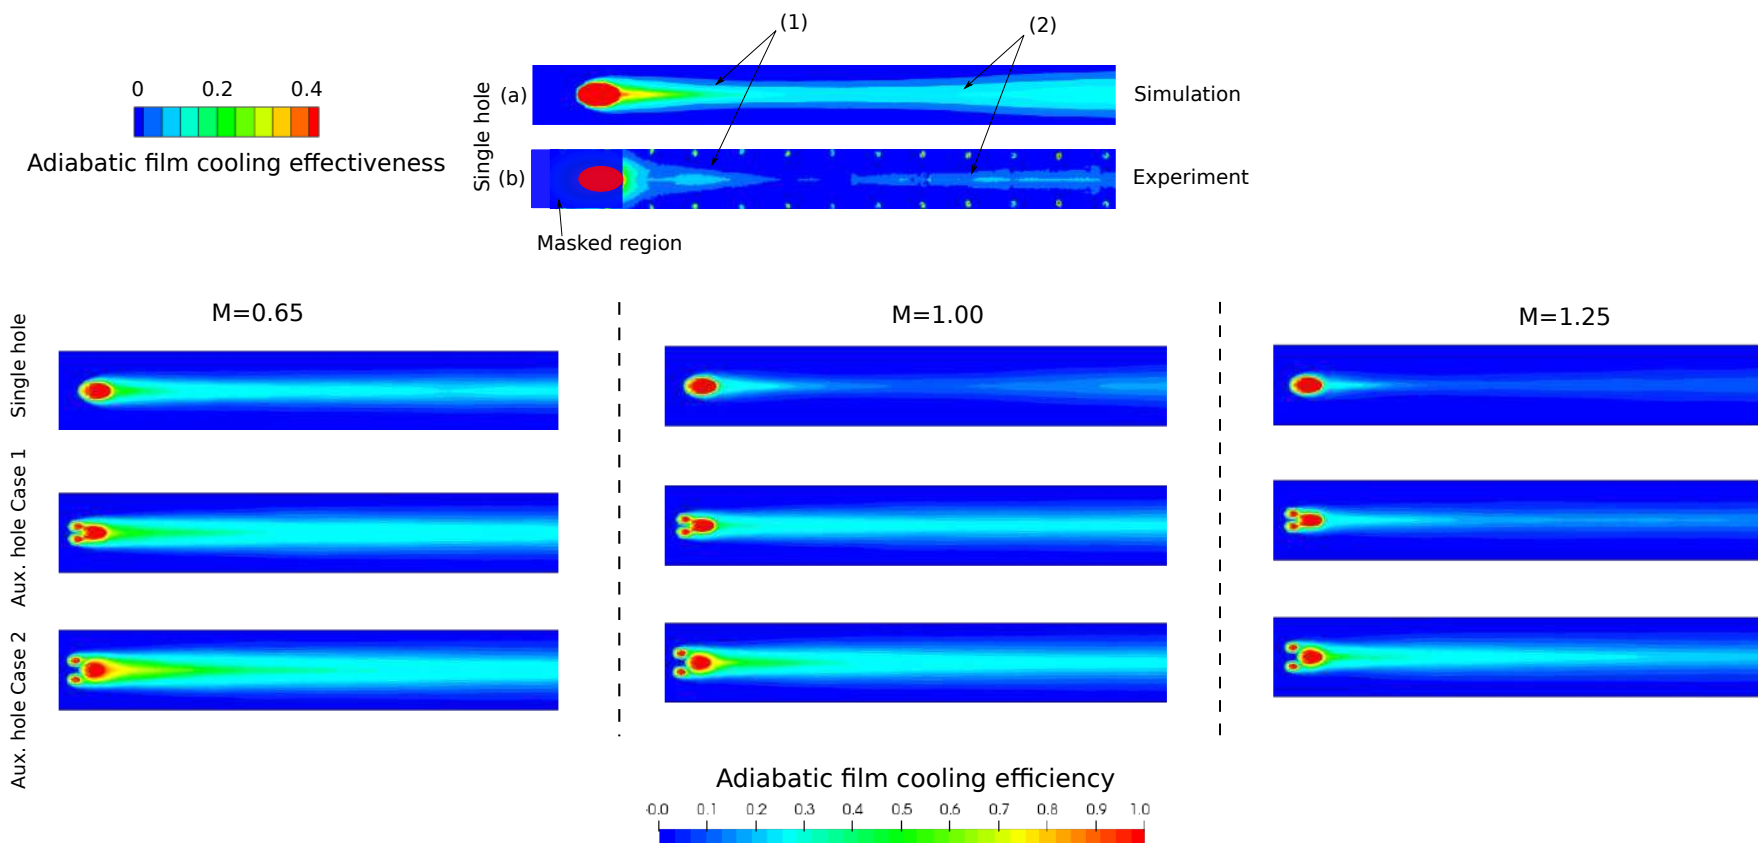 (1)
(2)
0 0.2 0.4
Adiabatic film cooling effectiveness
Single hole
(a)
Simulation
(b)
Experiment
Masked region
M=0.65
M=1.00
M=1.25
Single hole
Aux. hole Case 1
Aux. hole Case 2
Adiabatic film cooling efficiency
-0.0 0.1 0.2 0.3 0.4 0.5 0.6 0.7 0.8 0.9 1.0